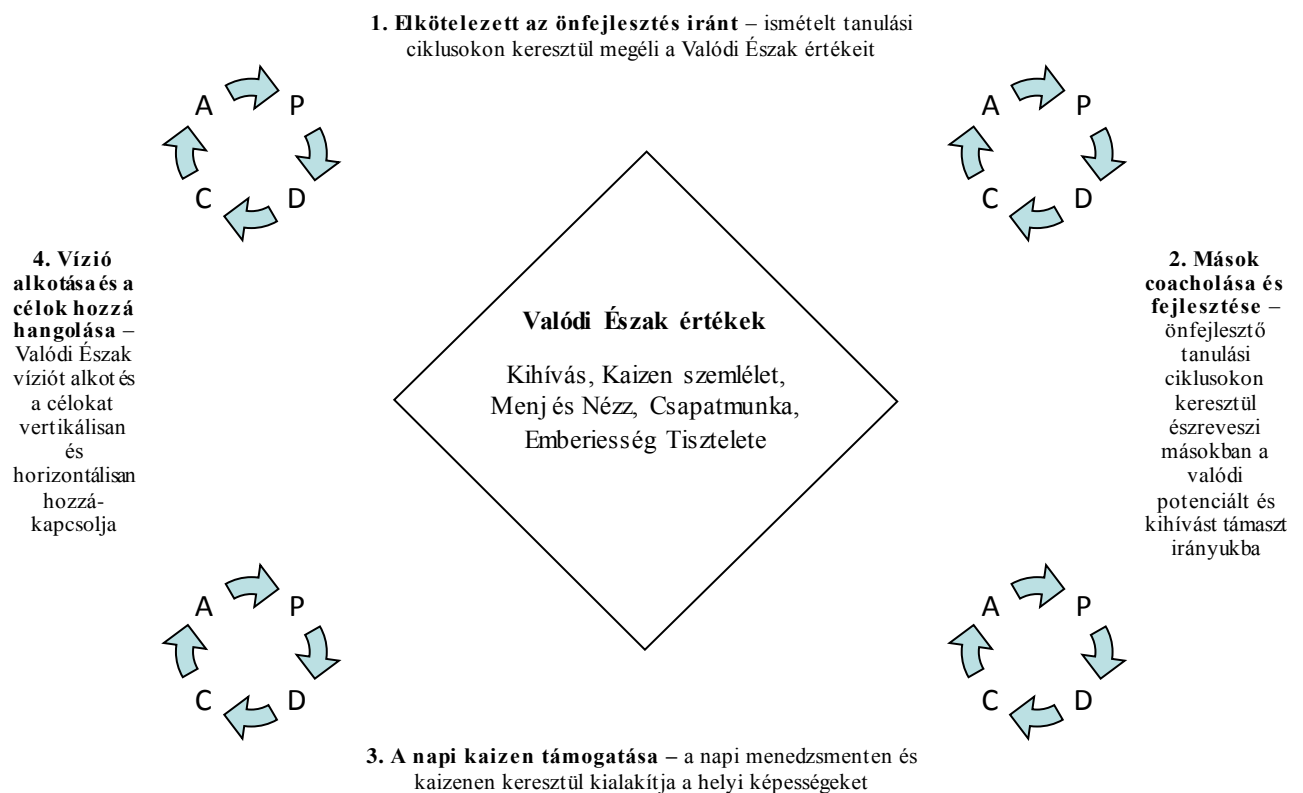 1. Elkötelezett az önfejlesztés iránt – ismételt tanulási
ciklusokon keresztül megéli a Valódi Észak értékeit
A
P
C
D
A
P
C
D
4. Vízió
alkotása és a
célok hozzá
hangolása –
Valódi Észak
víziót alkot és
a célokat
vertikálisan
és
horizontálisan
hozzá-
kapcsolja
Valódi Észak értékek
Kihívás, Kaizen szemlélet,
Menj és Nézz, Csapatmunka,
Emberiesség Tisztelete
2. Mások
coacholása és
fejlesztése –
önfejlesztő
tanulási
ciklusokon
keresztül
észreveszi
másokban a
valódi
potenciált és
kihívást támaszt
irányukba
A
P
C
D
A
P
C
D
3. A napi kaizen támogatása – a napi menedzsmenten és
kaizenen keresztül kialakítja a helyi képességeket